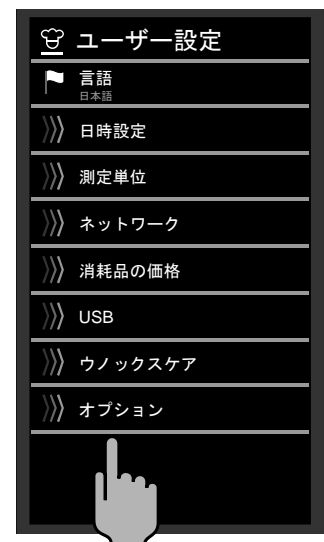 ユーザー設定
言語
日本語
日時設定
測定単位
ネットワーク
消耗品の価格
USB
ウノックスケア
オプション